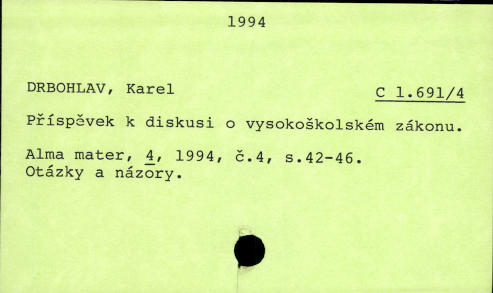 1994
DRBOHLAV, Karel C 1.691/4
Příspěvek k diskusi o vysokoškolském zákonu.
Alma mater, 4, 1994, č.4, s.42-46.
Otázky a názory.